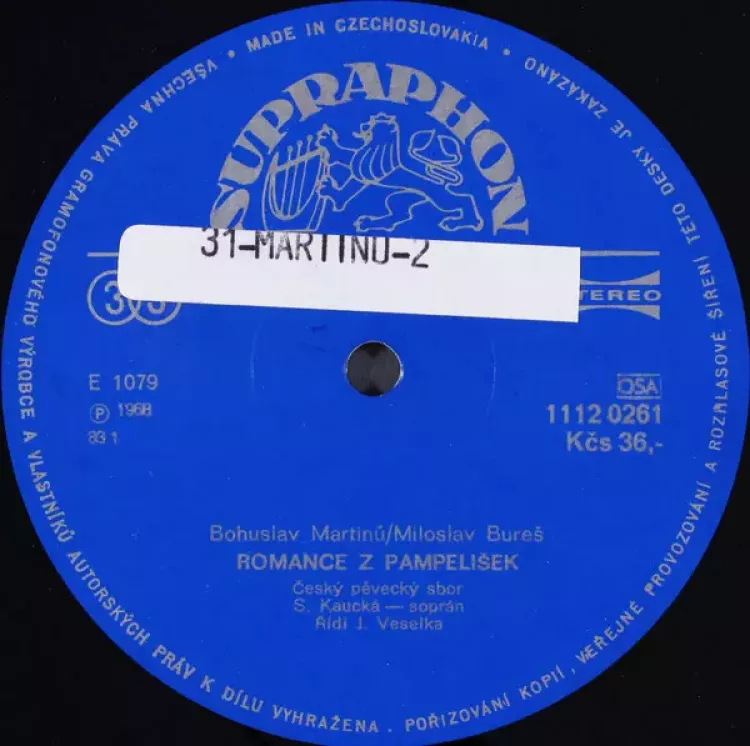 SUPRAPHON
31-MARTINŮ-2
33
STEREO
E 1079
Ⓟ 1968
83 1
OSA
1112 0261
Kčs 36,-
Bohuslav Martinů/Miloslav Bureš
ROMANCE Z PAMPELIŠEK
Český pěvecký sbor
S. Kaucká — soprán
Řídí J. Veselka
VŠECHNA PRÁVA GRAMOFONOVÉHO VÝROBCE A VLASTNÍKŮ AUTORSKÝCH PRÁV K DÍLU VYHRAŽENA. POŘIZOVÁNÍ KOPIÍ, VEŘEJNÉ PROVOZOVÁNÍ A ROZHLASOVÉ ŠÍŘENÍ TÉTO DESKY JE ZAKÁZÁNO • MADE IN CZECHOSLOVAKIA •